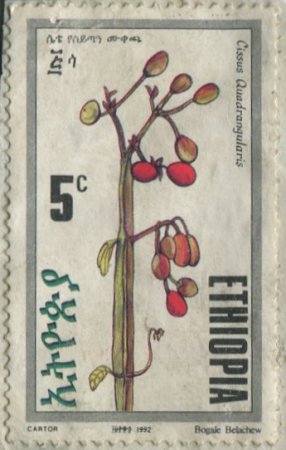 Cissus Quadrangularis
5c
ኢትዮጵያ
ETHIOPIA
CARTOR
1992
Bogale Belachew